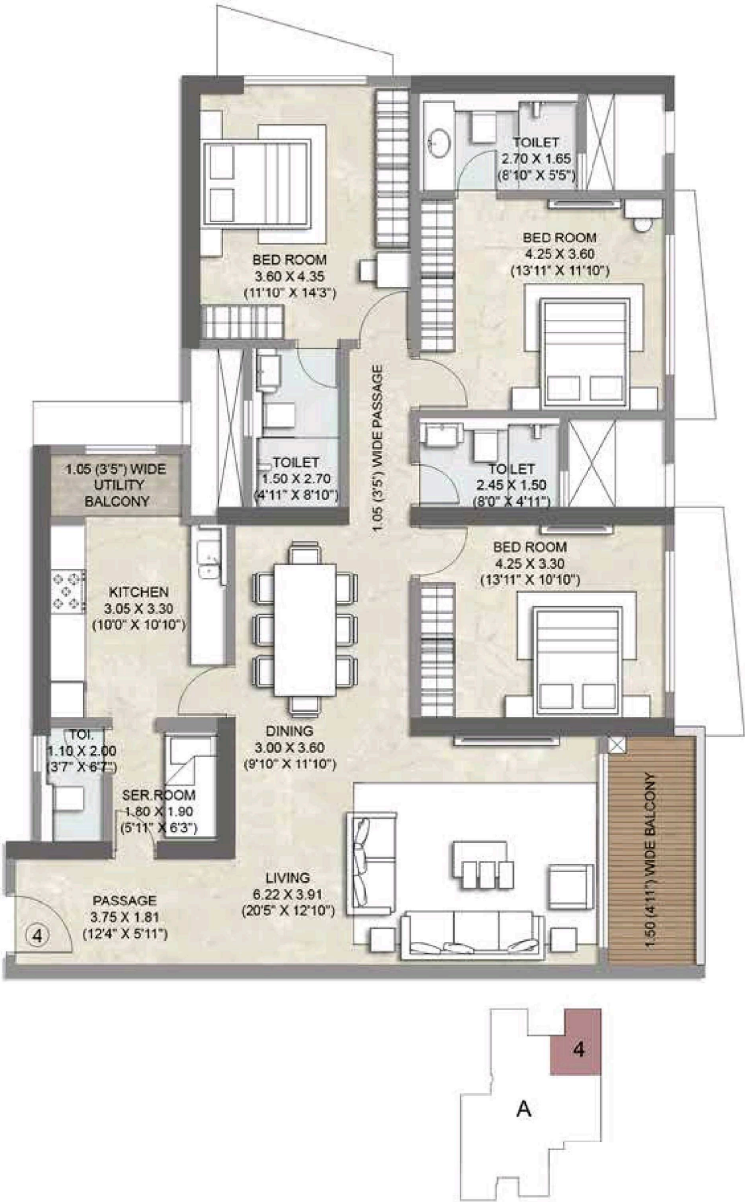 TOILET
2.70 X 1.65
(8'10" X 5'5")
BED ROOM
3.60 X 4.35
(11'10" X 14'3")
BED ROOM
4.25 X 3.60
(13'11" X 11'10")
1.05 (3'5") WIDE PASSAGE
1.05 (3'5") WIDE
UTILITY
BALCONY
TOILET
1.50 X 2.70
(4'11" X 8'10")
TOILET
2.45 X 1.50
(8'0" X 4'11")
BED ROOM
4.25 X 3.30
(13'11" X 10'10")
KITCHEN
3.05 X 3.30
(10'0" X 10'10")
TOI.
1.10 X 2.00
(3'7" X 6'7")
DINING
3.00 X 3.60
(9'10" X 11'10")
SER.ROOM
1.80 X 1.90
(5'11" X 6'3")
1.50 (4'11") WIDE BALCONY
LIVING
6.22 X 3.91
(20'5" X 12'10")
PASSAGE
3.75 X 1.81
(12'4" X 5'11")
4
4
A